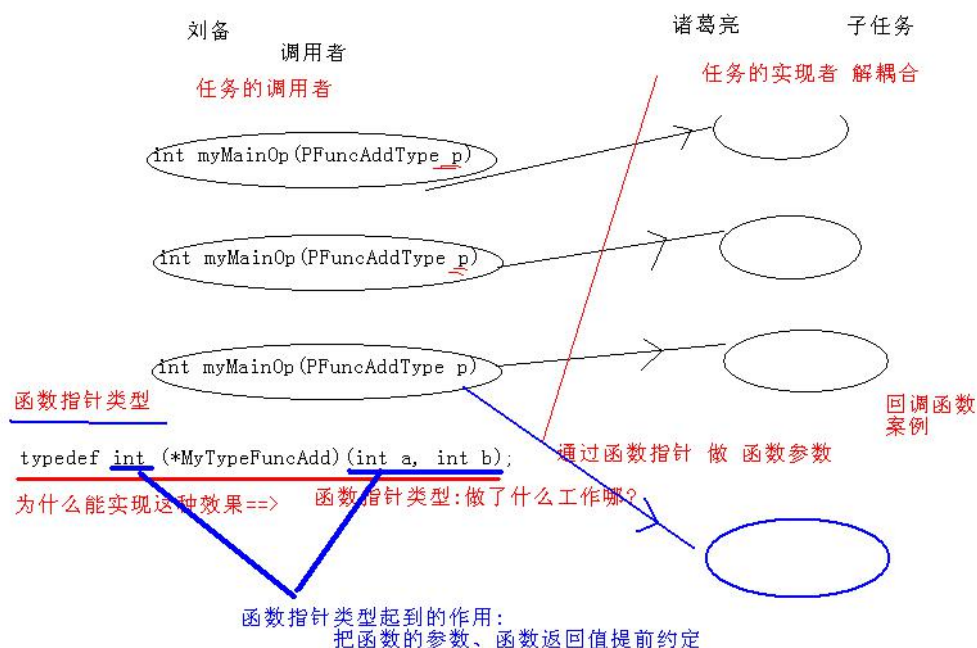 刘备
诸葛亮
子任务
调用者
任务的调用者
任务的实现者 解耦合
int myMainOp(PFuncAddType p)
int myMainOp(PFuncAddType p)
int myMainOp(PFuncAddType p)
函数指针类型
回调函数
案例
typedef int (*MyTypeFuncAdd)(int a, int b);
通过函数指针 做 函数参数
为什么能实现这种效果==>
函数指针类型:做了什么工作哪?
函数指针类型起到的作用:
把函数的参数、函数返回值提前约定